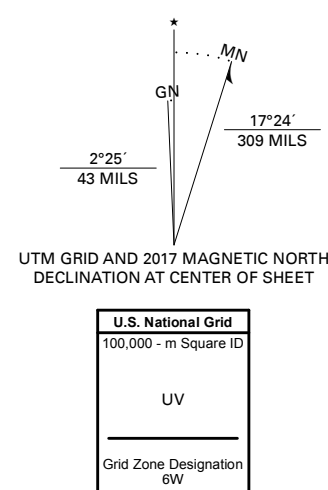 ★
MN
GN
17°24´
309 MILS
2°25´
43 MILS
UTM GRID AND 2017 MAGNETIC NORTH
DECLINATION AT CENTER OF SHEET
U.S. National Grid
100,000 - m Square ID
UV
Grid Zone Designation
6W